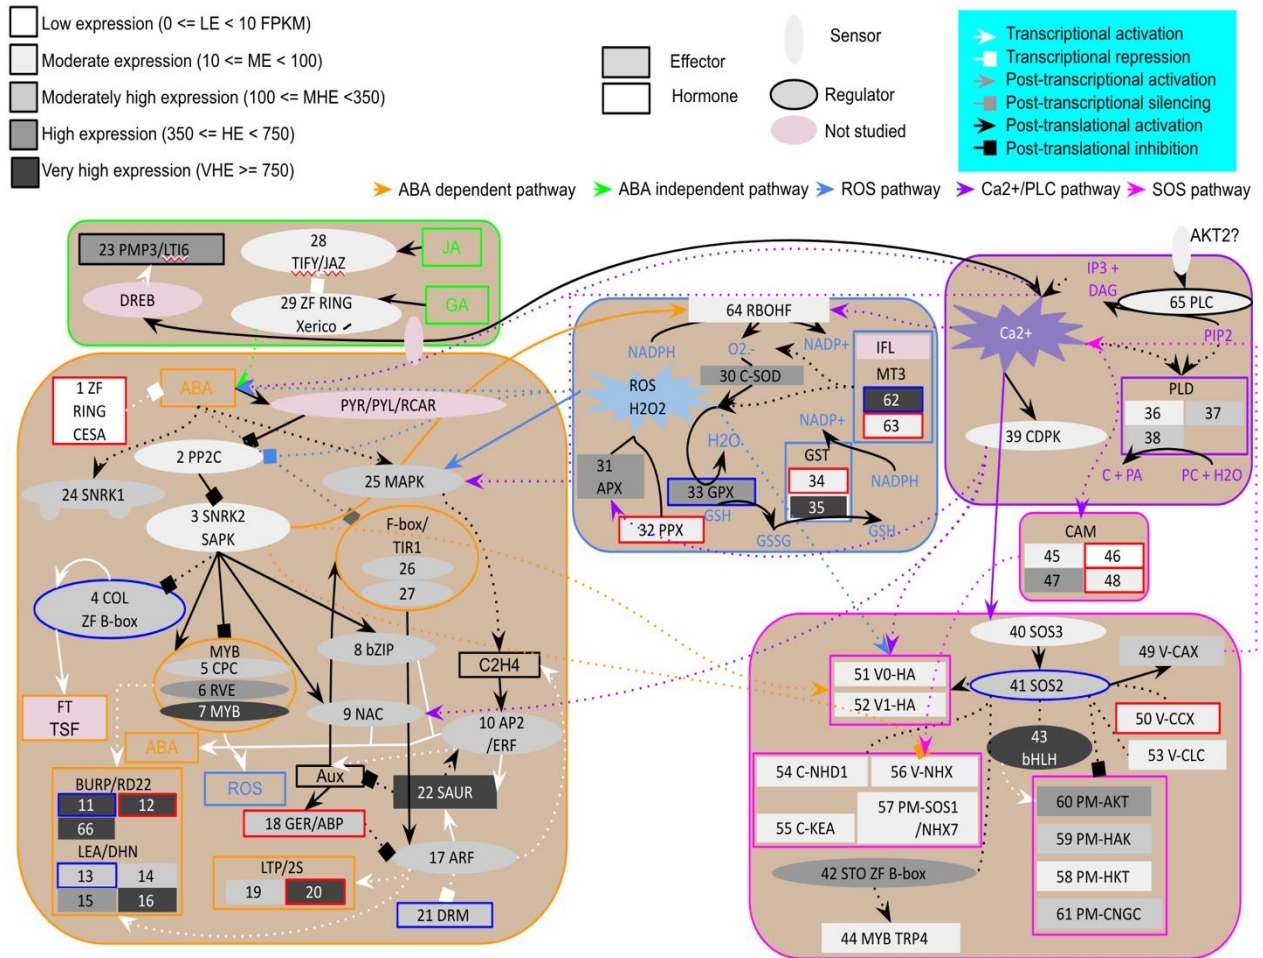 Low expression (0 <= LE < 10 FPKM)
Moderate expression (10 <= ME < 100)
Moderately high expression (100 <= MHE <350)
High expression (350 <= HE < 750)
Very high expression (VHE >= 750)
Effector
Hormone
Sensor
Regulator
Not studied
Transcriptional activation
Transcriptional repression
Post-transcriptional activation
Post-transcriptional silencing
Post-translational activation
Post-translational inhibition
ABA dependent pathway
ABA independent pathway
ROS pathway
Ca2+/PLC pathway
SOS pathway
23 PMP3/LTI6
28
TIFY/JAZ
JA
DREB
29 ZF RING
Xerico
GA
1 ZF
RING
CESA
ABA
PYR/PYL/RCAR
2 PP2C
24 SNRK1
25 MAPK
3 SNRK2
SAPK
F-box/
TIR1
26
27
4 COL
ZF B-box
MYB
5 CPC
6 RVE
7 MYB
8 bZIP
C2H4
FT
TSF
9 NAC
10 AP2
/ERF
ABA
ROS
Aux
22 SAUR
BURP/RD22
11
12
66
LEA/DHN
13
14
15
16
18 GER/ABP
17 ARF
LTP/2S
19
20
21 DRM
64 RBOHF
NADPH
O2.-
NADP+
IFL
MT3
62
63
30 C-SOD
ROS
H2O2
NADP+
H2O
GST
34
35
NADPH
31
APX
33 GPX
GSH
32 PPX
GSSG
GSH
AKT2?
IP3 +
DAG
65 PLC
Ca2+
PIP2
PLD
36
37
38
39 CDPK
C + PA
PC + H2O
CAM
45
46
47
48
40 SOS3
49 V-CAX
51 V0-HA
41 SOS2
52 V1-HA
50 V-CCX
43
bHLH
53 V-CLC
54 C-NHD1
56 V-NHX
57 PM-SOS1
/NHX7
55 C-KEA
60 PM-AKT
59 PM-HAK
58 PM-HKT
61 PM-CNGC
42 STO ZF B-box
44 MYB TRP4